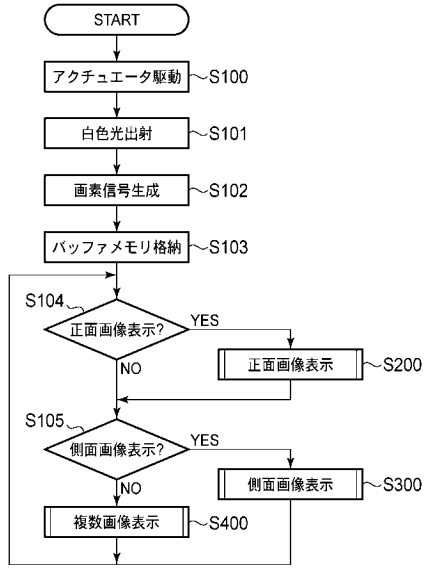 START
アクチュエータ駆動 S100
白色光出射 S101
画素信号生成 S102
バッファメモリ格納 S103
S104
正面画像表示? YES
正面画像表示 S200
NO
S105
側面画像表示? YES
側面画像表示 S300
NO
複数画像表示 S400